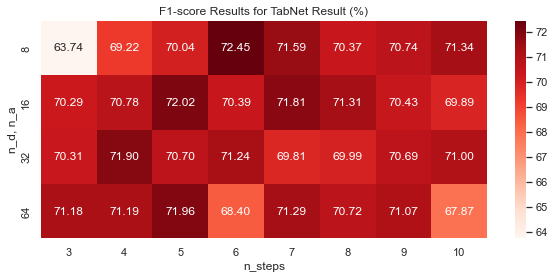 F1-score Results for TabNet Result (%)
n_d, n_a
8 63.74 69.22 70.04 72.45 71.59 70.37 70.74 71.34
16 70.29 70.78 72.02 70.39 71.81 71.31 70.43 69.89
32 70.31 71.90 70.70 71.24 69.81 69.99 70.69 71.00
64 71.18 71.19 71.96 68.40 71.29 70.72 71.07 67.87
3 4 5 6 7 8 9 10
n_steps
72
71
70
69
68
67
66
65
64